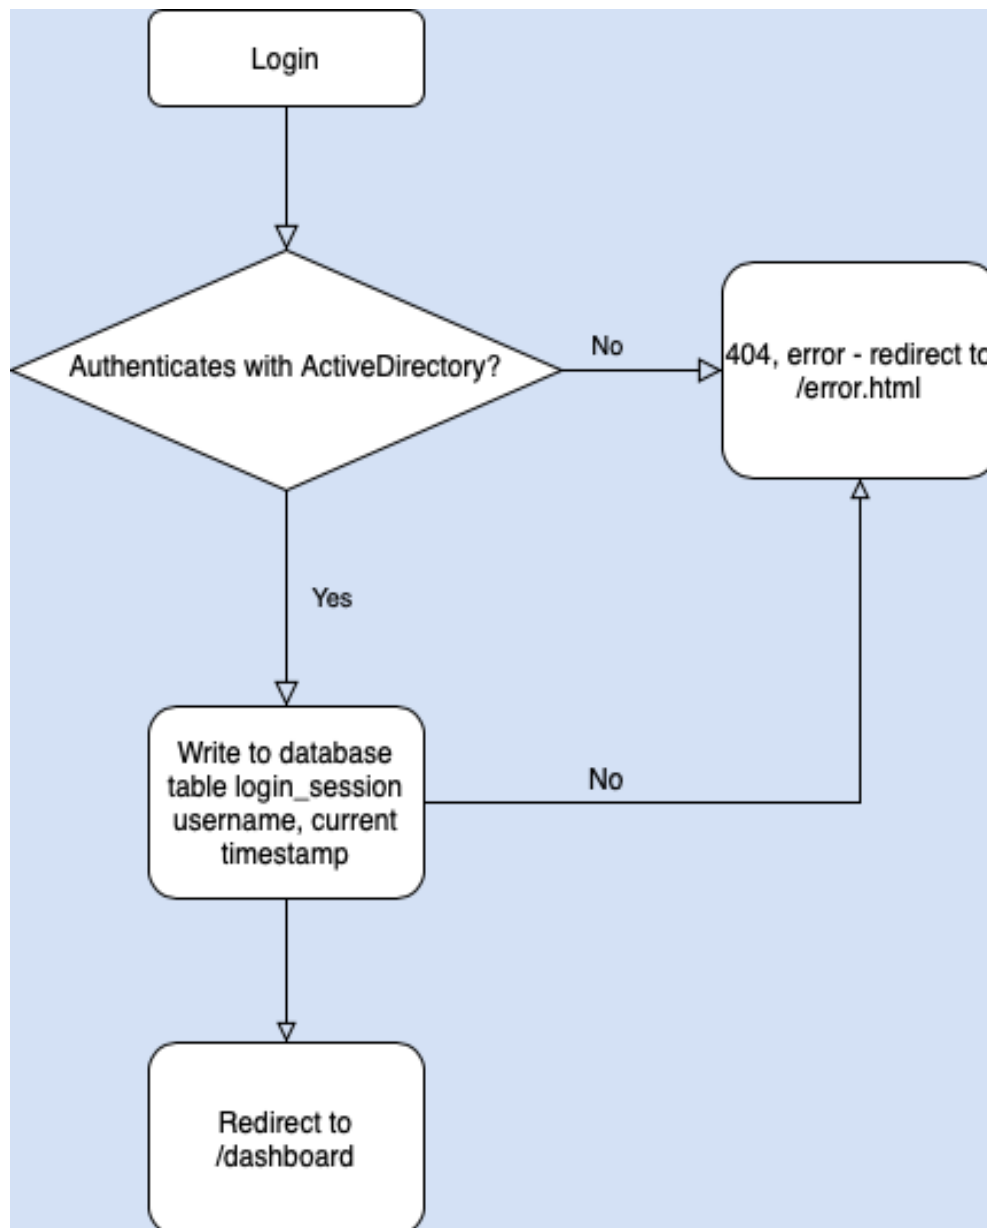 Login
Authenticates with ActiveDirectory?
No
404, error - redirect to
/error.html
Yes
Write to database
table login_session
username, current
timestamp
No
Redirect to
/dashboard